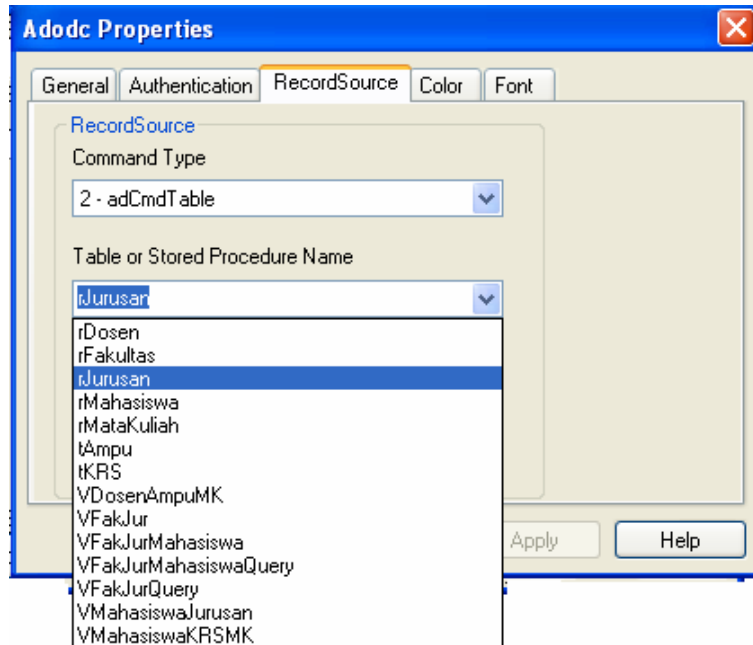 Adodc Properties
General Authentication RecordSource Color Font
RecordSource
Command Type
2 - adCmdTable
Table or Stored Procedure Name
rJurusan
rDosen
rFakultas
rJurusan
rMahasiswa
rMataKuliah
tAmpu
tKRS
VDosenAmpuMK
VFakJur
VFakJurMahasiswa
VFakJurMahasiswaQuery
VFakJurQuery
VMahasiswaJurusan
VMahasiswaKRSMK
Apply Help